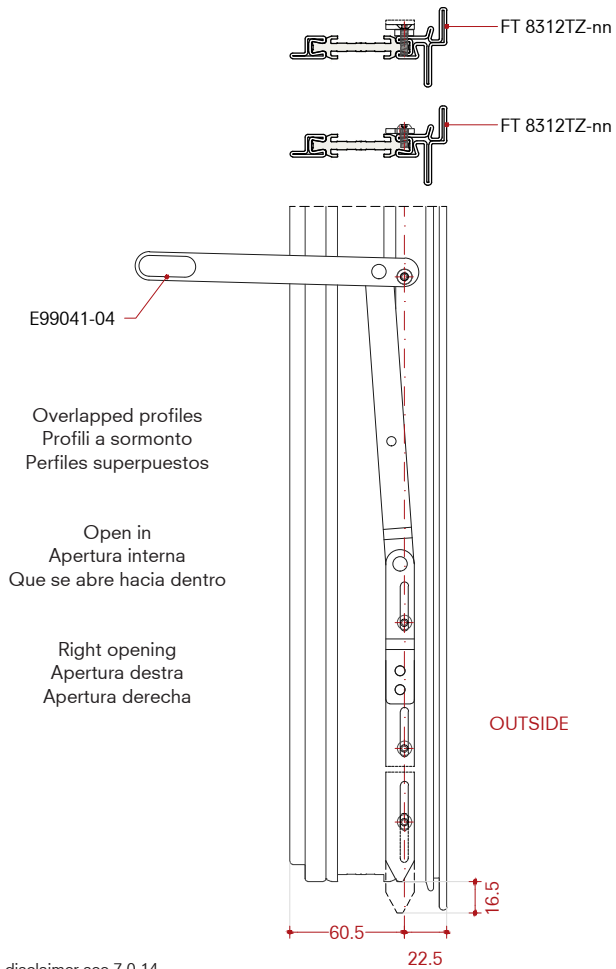 FT 8312TZ-nn
FT 8312TZ-nn
E99041-04
Overlapped profiles
Profili a sormonto
Perfiles superpuestos
Open in
Apertura interna
Que se abre hacia dentro
Right opening
Apertura destra
Apertura derecha
OUTSIDE
16.5
60.5
22.5
disclaimer see 7.0-14